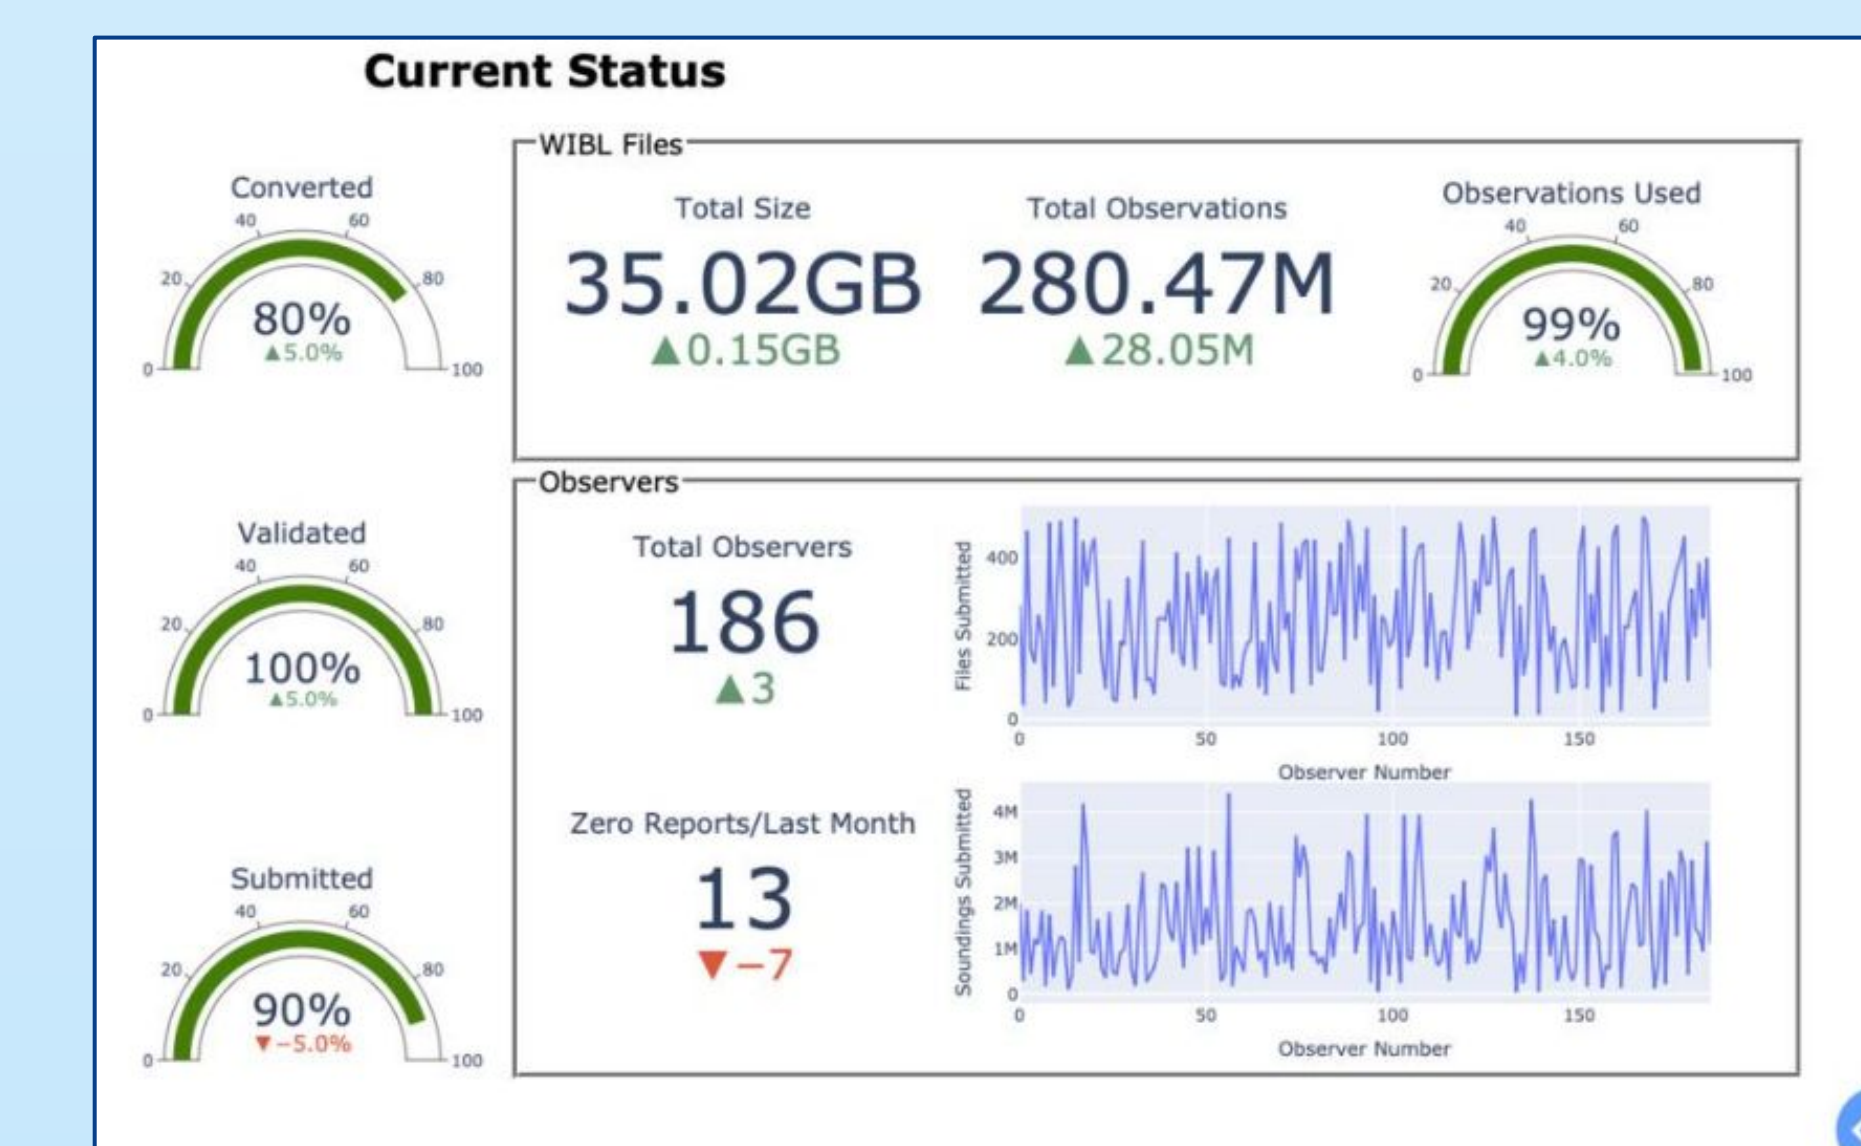 Current Status
Converted
0
20
40
60
80
100
80%
▲5.0%
Validated
0
20
40
60
80
100
100%
▲5.0%
Submitted
0
20
40
60
80
100
90%
▼−5.0%
WIBL Files
Total Size
35.02GB
▲0.15GB
Total Observations
280.47M
▲28.05M
Observations Used
0
20
40
60
80
100
99%
▲4.0%
Observers
Total Observers
186
▲3
Zero Reports/Last Month
13
▼−7
Files Submitted
400
200
0
0 50 100 150
Observer Number
Soundings Submitted
4M
3M
2M
1M
0
0 50 100 150
Observer Number